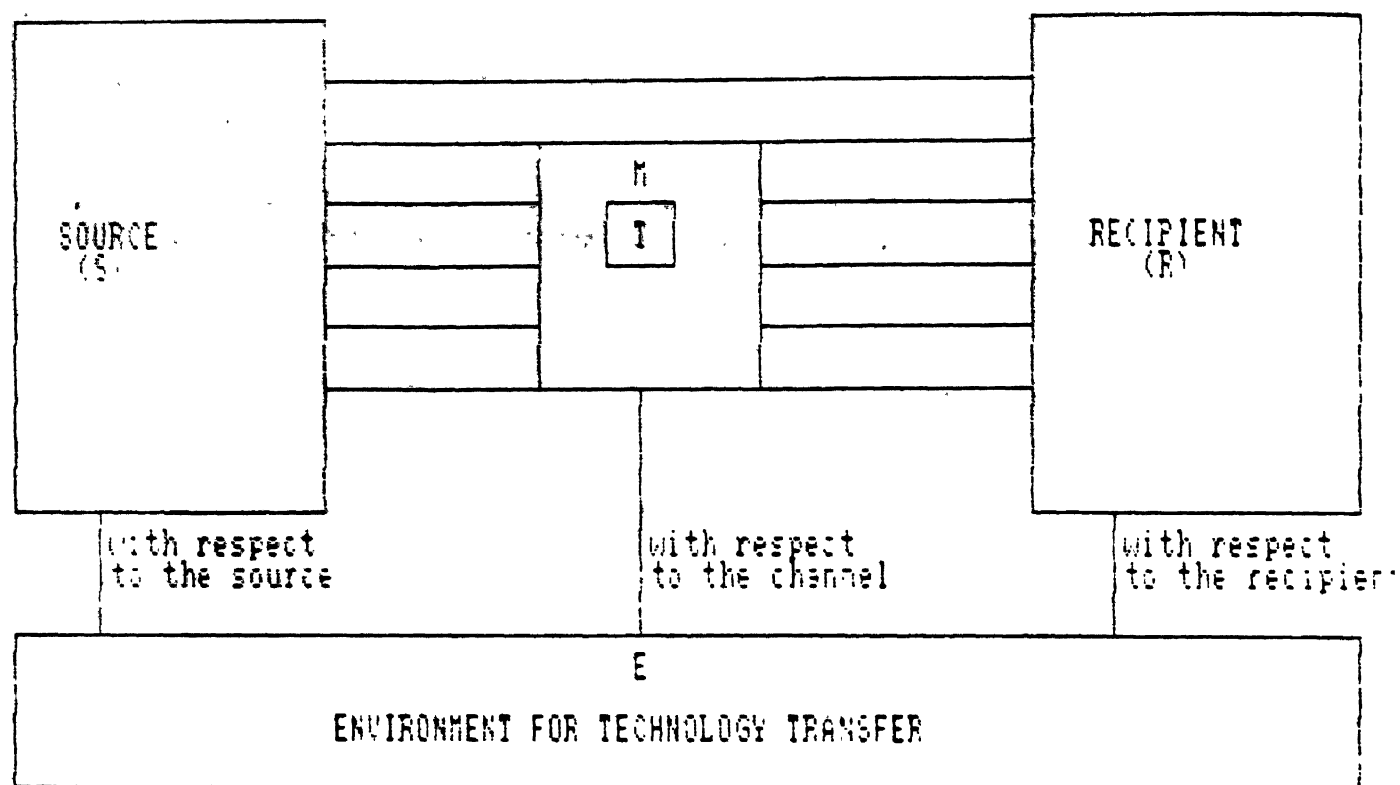 M
SOURCE
(S)
I
RECIPIENT
(R)
with respect
to the source
with respect
to the channel
with respect
to the recipient
E
ENVIRONMENT FOR TECHNOLOGY TRANSFER